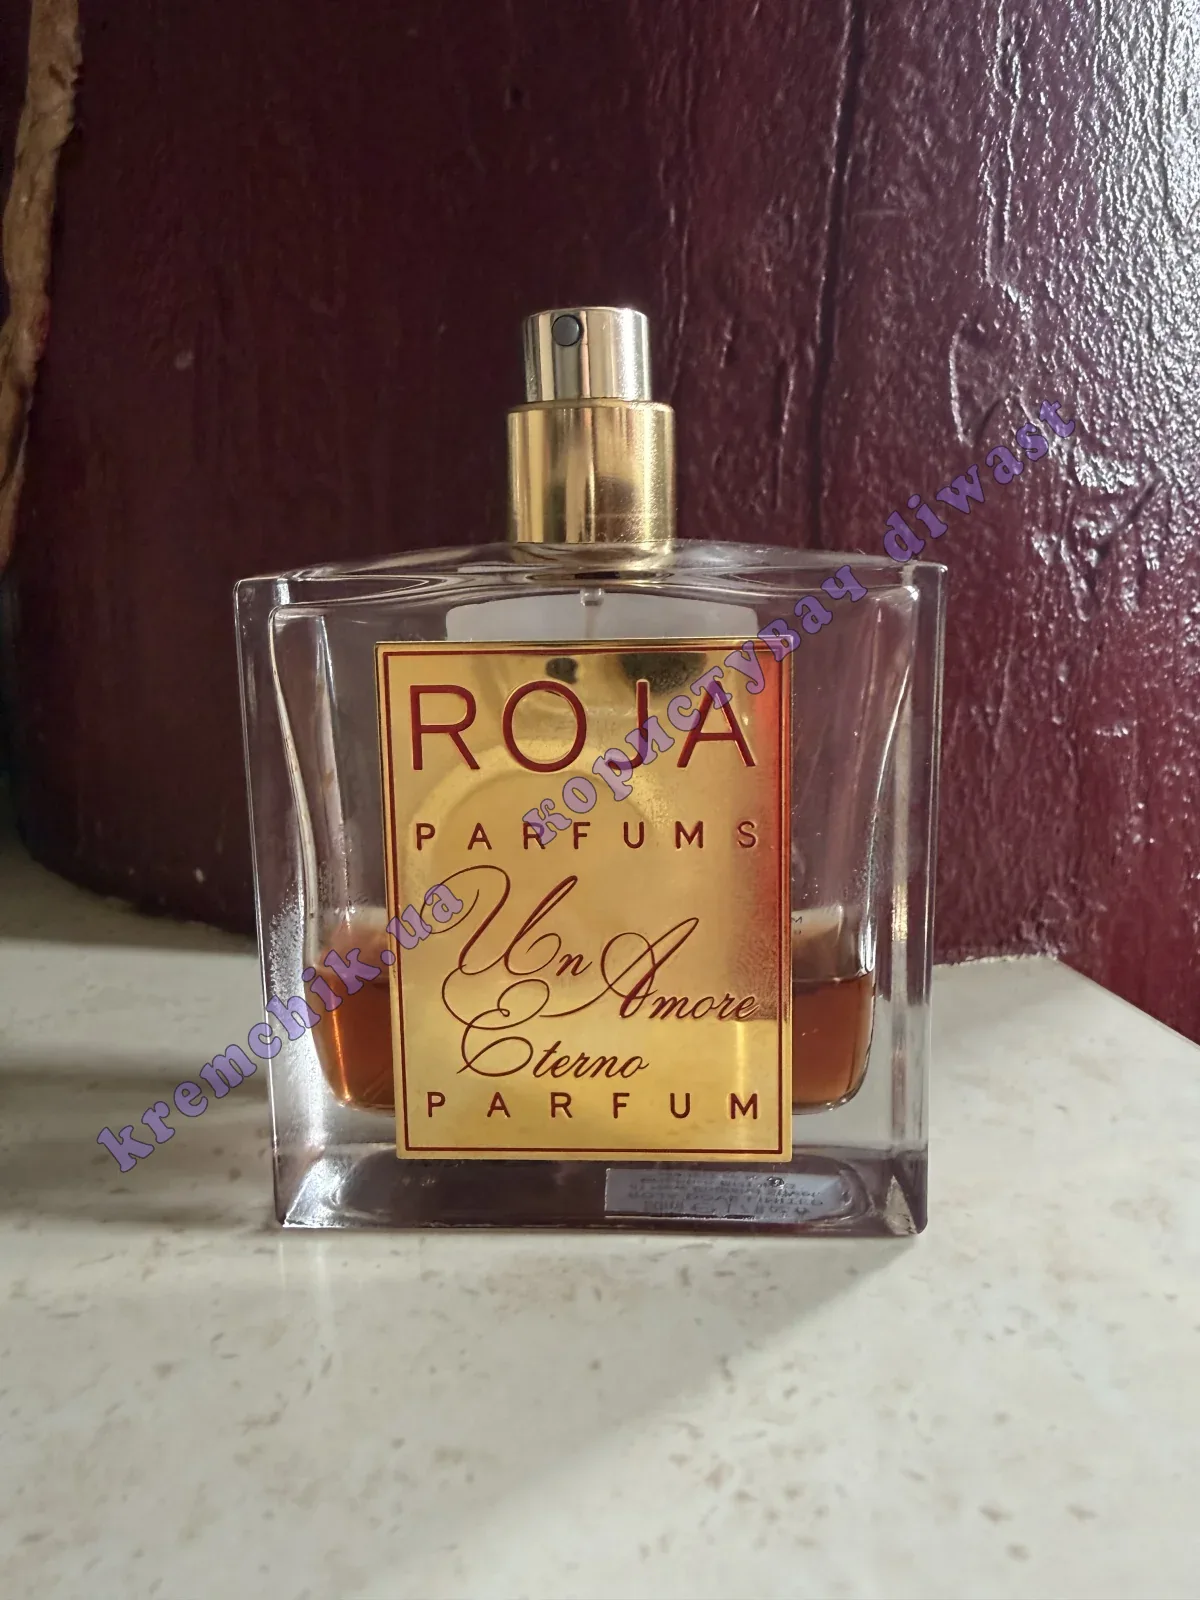 ROJA
PARFUMS
Un Amore
Eterno
PARFUM
kremchik.ua користувач diwast